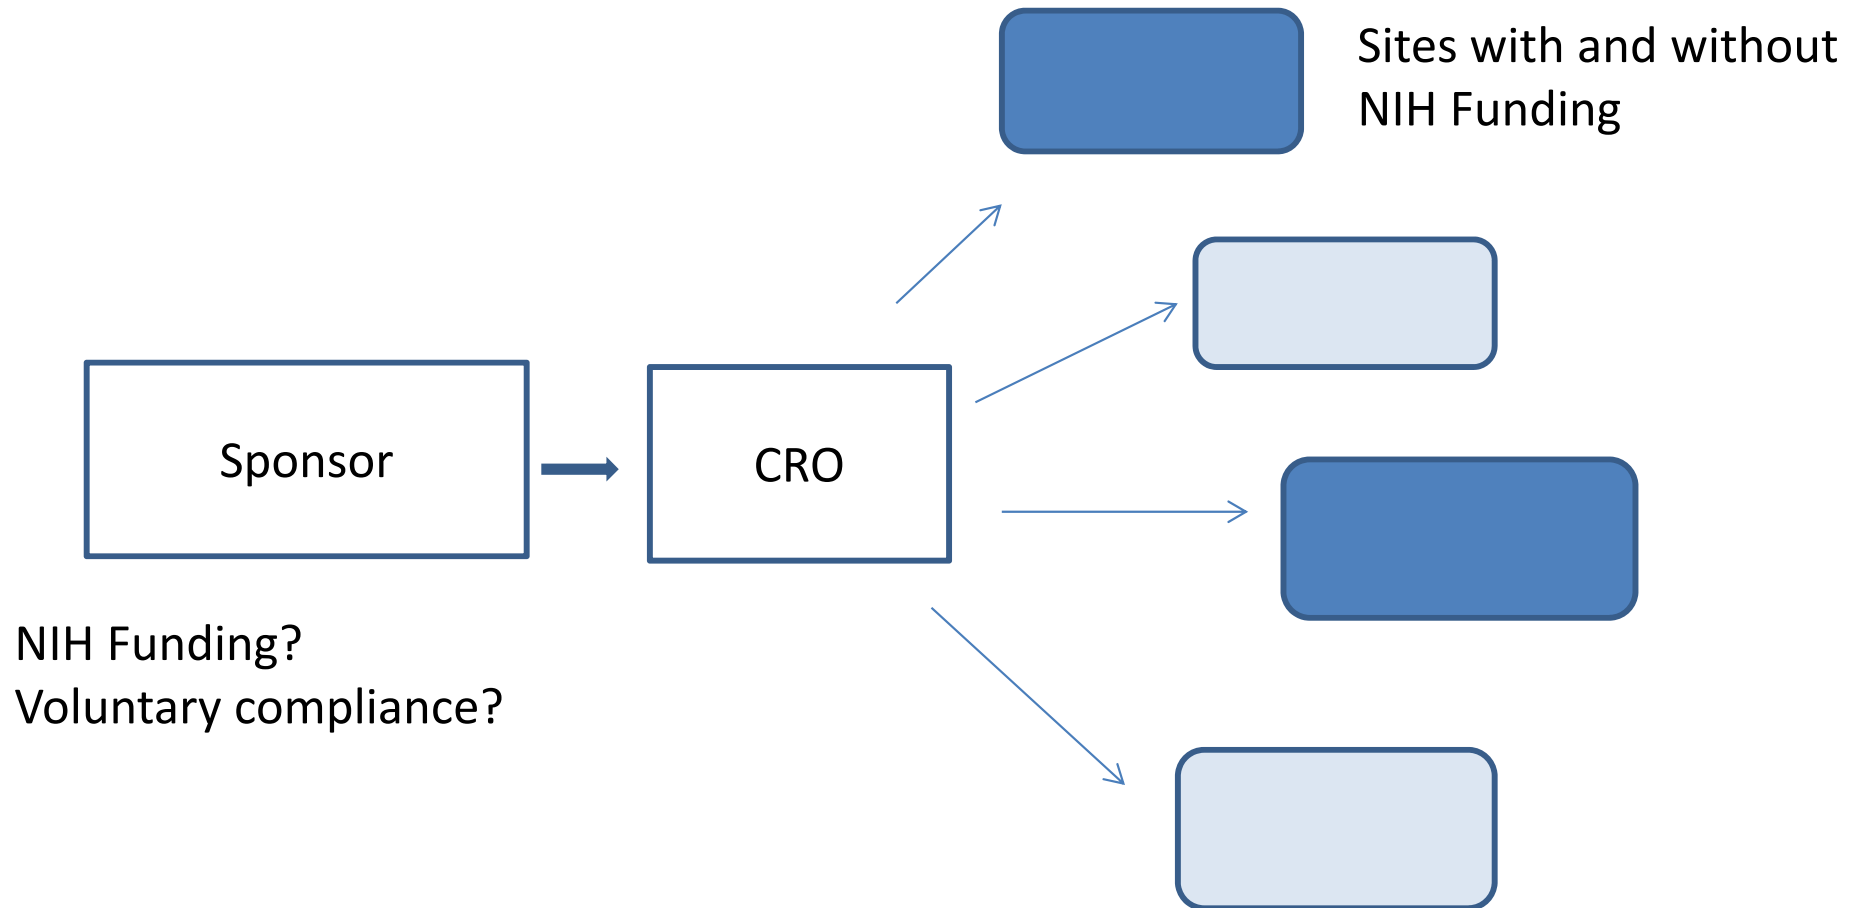 Sites with and without
NIH Funding
Sponsor
CRO
NIH Funding?
Voluntary compliance?